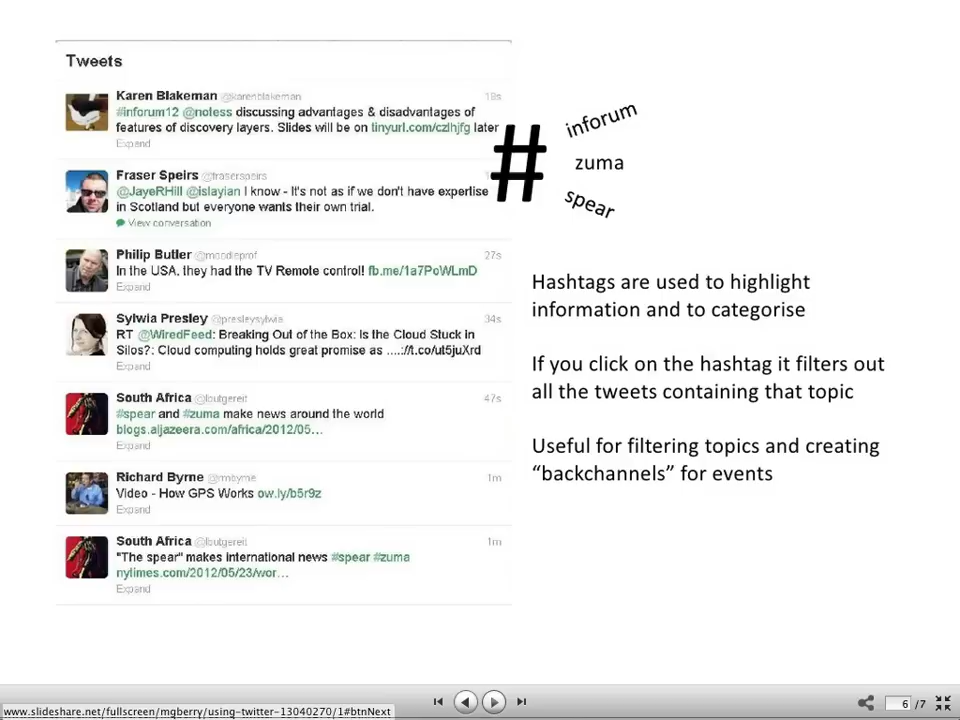 Tweets
Karen Blakeman @karenblakeman 19s
#inforum12 @noless discussing advantages & disadvantages of
features of discovery layers. Slides will be on tinyurl.com/czlhjfg later
Expand
Fraser Speirs @fraserspeirs
@JayeRHill @islayian I know - It's not as if we don't have expertise
in Scotland but everyone wants their own trial.
View conversation
Philip Butler @moodieprof 27s
In the USA, they had the TV Remote control! fb.me/1a7PoWLmD
Expand
Sylwia Presley @presleysylwia 34s
RT @WiredFeed: Breaking Out of the Box: Is the Cloud Stuck in
Silos?: Cloud computing holds great promise as ....://t.co/ut5juXrd
Expand
South Africa @lbutgereit 47s
#spear and #zuma make news around the world
blogs.aljazeera.com/africa/2012/05...
Expand
Richard Byrne @rmbyrne 1m
Video - How GPS Works ow.ly/b5r9z
Expand
South Africa @lbutgereit 1m
"The spear" makes international news #spear #zuma
nylimes.com/2012/05/23/wor...
Expand
#
inforum
zuma
spear
Hashtags are used to highlight
information and to categorise
If you click on the hashtag it filters out
all the tweets containing that topic
Useful for filtering topics and creating
“backchannels” for events
www.slideshare.net/fullscreen/mgberry/using-twitter-13040270/1#btnNext
6 /7